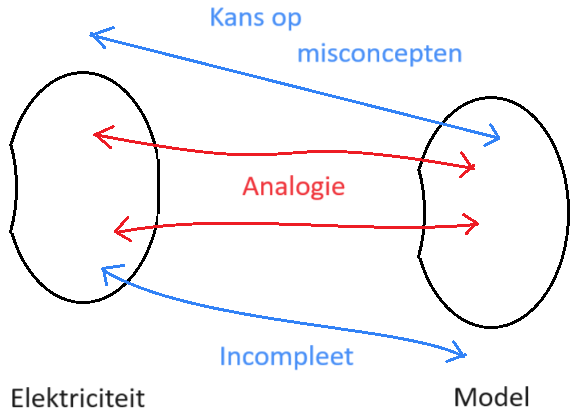 Kans op
misconcepten
Analogie
Incompleet
Elektriciteit
Model